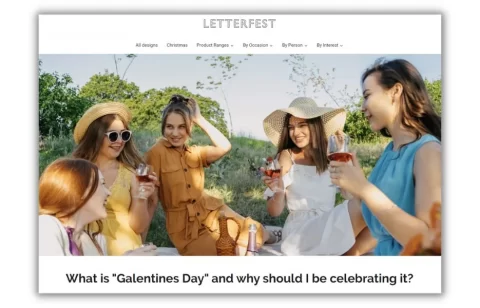 LETTERFEST
All designs Christmas Product Ranges By Occasion By Person By Interest
What is "Galentines Day" and why should I be celebrating it?